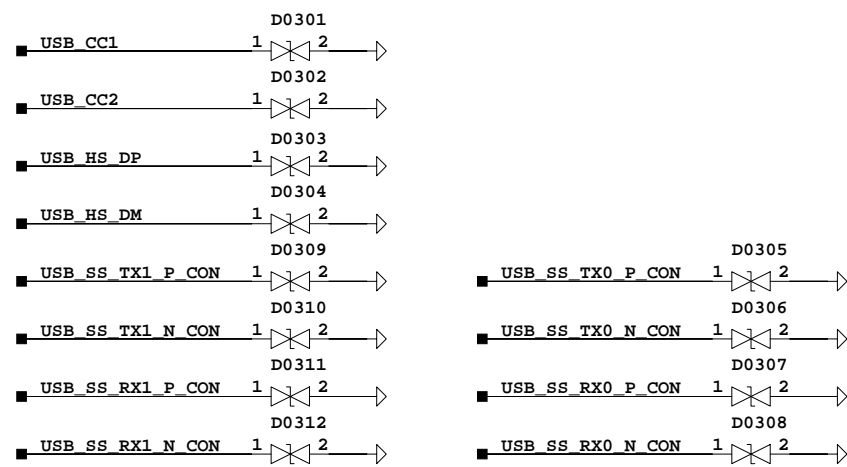 D0301
USB_CC1 1 2
D0302
USB_CC2 1 2
D0303
USB_HS_DP 1 2
D0304
USB_HS_DM 1 2
D0309
USB_SS_TX1_P_CON 1 2
D0310
USB_SS_TX1_N_CON 1 2
D0311
USB_SS_RX1_P_CON 1 2
D0312
USB_SS_RX1_N_CON 1 2
D0305
USB_SS_TX0_P_CON 1 2
D0306
USB_SS_TX0_N_CON 1 2
D0307
USB_SS_RX0_P_CON 1 2
D0308
USB_SS_RX0_N_CON 1 2